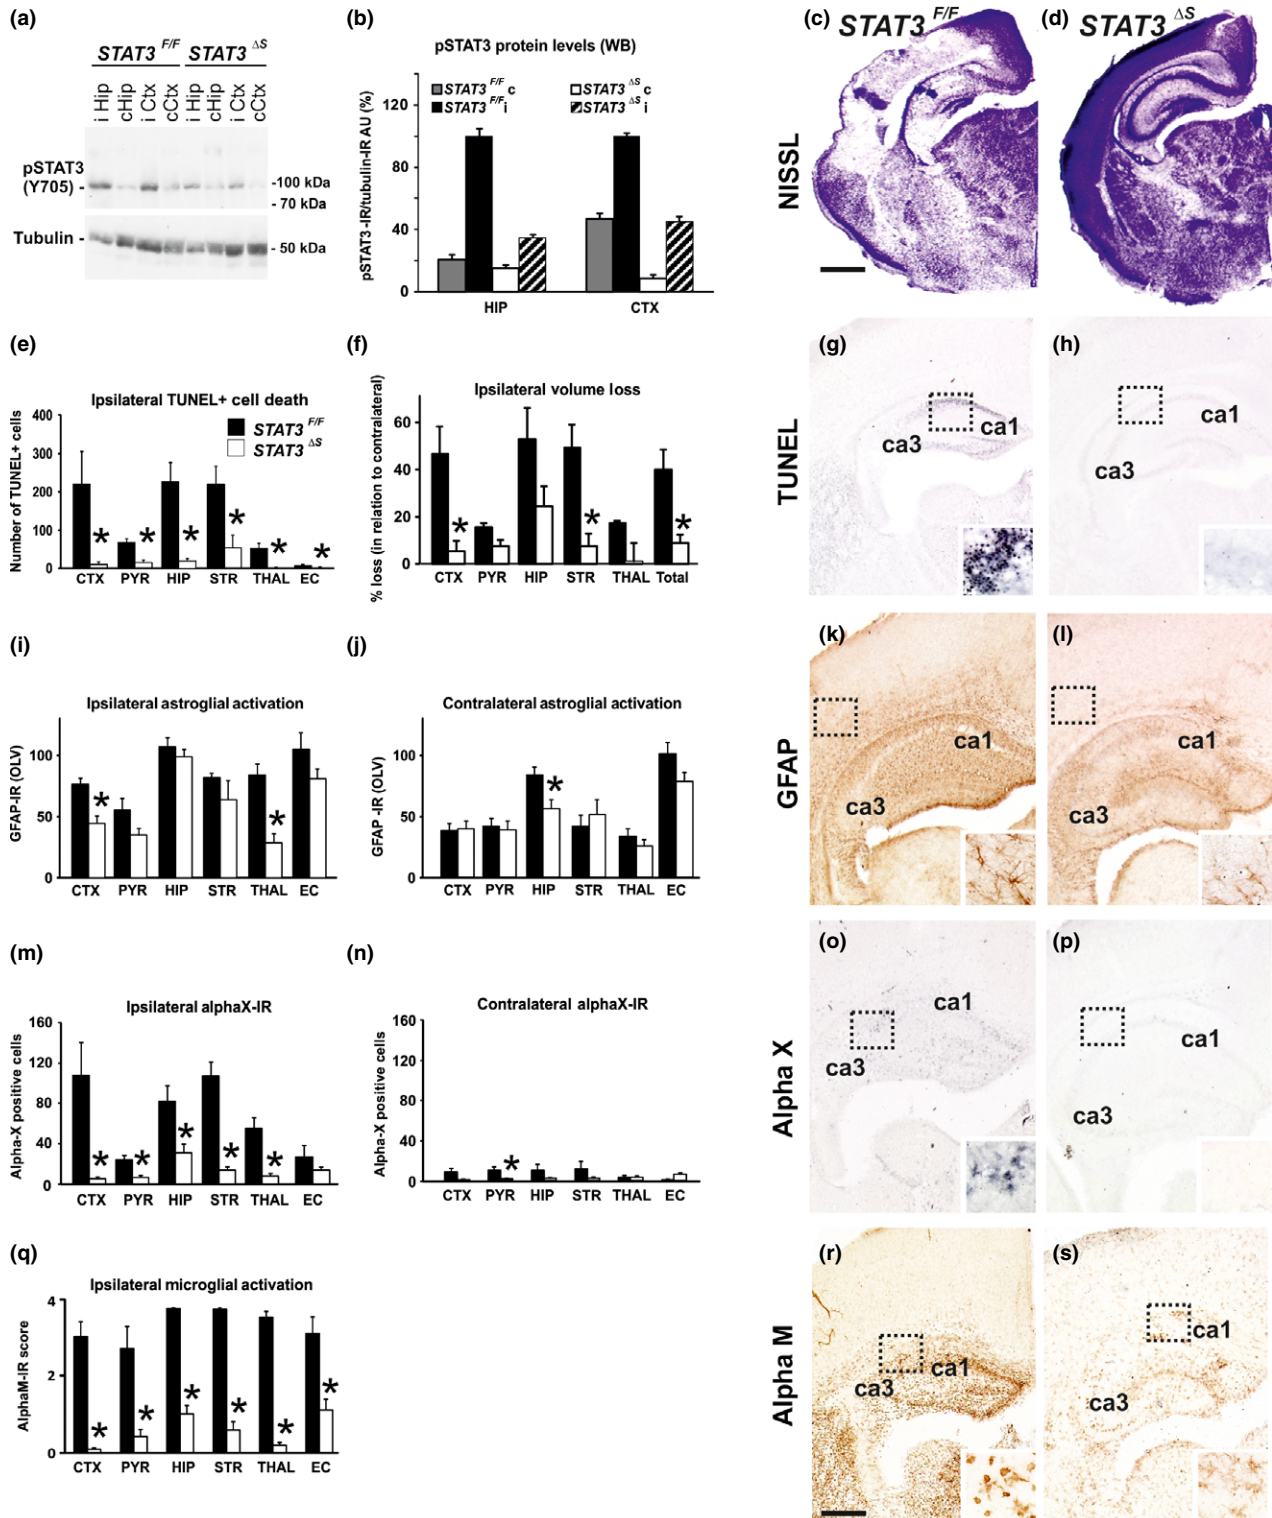 (a)
STAT3 F/F STAT3 ΔS
i Hip
cHip
i Ctx
cCtx
i Hip
cHip
i Ctx
cCtx
pSTAT3
(Y705) -
-100 kDa
- 70 kDa
Tubulin -
- 50 kDa
(b)
pSTAT3 protein levels (WB)
STAT3 F/F c
STAT3 ΔS c
STAT3 F/F i
STAT3 ΔS i
pSTAT3-IR/tubulin-IR AU (%)
120
80
40
20
0
HIP CTX
(c) STAT3 F/F
(d) STAT3 ΔS
NISSL
(e)
Ipsilateral TUNEL+ cell death
STAT3 F/F
STAT3 ΔS
Number of TUNEL+ cells
400
300
200
100
0
* * * * * *
CTX PYR HIP STR THAL EC
(f)
Ipsilateral volume loss
% loss (in relation to contralateral)
60
40
20
0
* * *
CTX PYR HIP STR THAL Total
TUNEL
(g)
ca1
ca3
(h)
ca1
ca3
(i)
Ipsilateral astroglial activation
GFAP-IR (OLV)
100
50
0
* *
CTX PYR HIP STR THAL EC
(j)
Contralateral astroglial activation
GFAP -IR (OLV)
100
50
0
*
CTX PYR HIP STR THAL EC
GFAP
(k)
ca1
ca3
(l)
ca1
ca3
(m)
Ipsilateral alphaX-IR
Alpha-X positive cells
160
120
80
40
0
* * * * *
CTX PYR HIP STR THAL EC
(n)
Contralateral alphaX-IR
Alpha-X positive cells
160
120
80
40
0
*
CTX PYR HIP STR THAL EC
Alpha X
(o)
ca1
ca3
(p)
ca1
ca3
(q)
Ipsilateral microglial activation
AlphaM-IR score
4
2
0
* * * * * *
CTX PYR HIP STR THAL EC
Alpha M
(r)
ca1
ca3
(s)
ca1
ca3